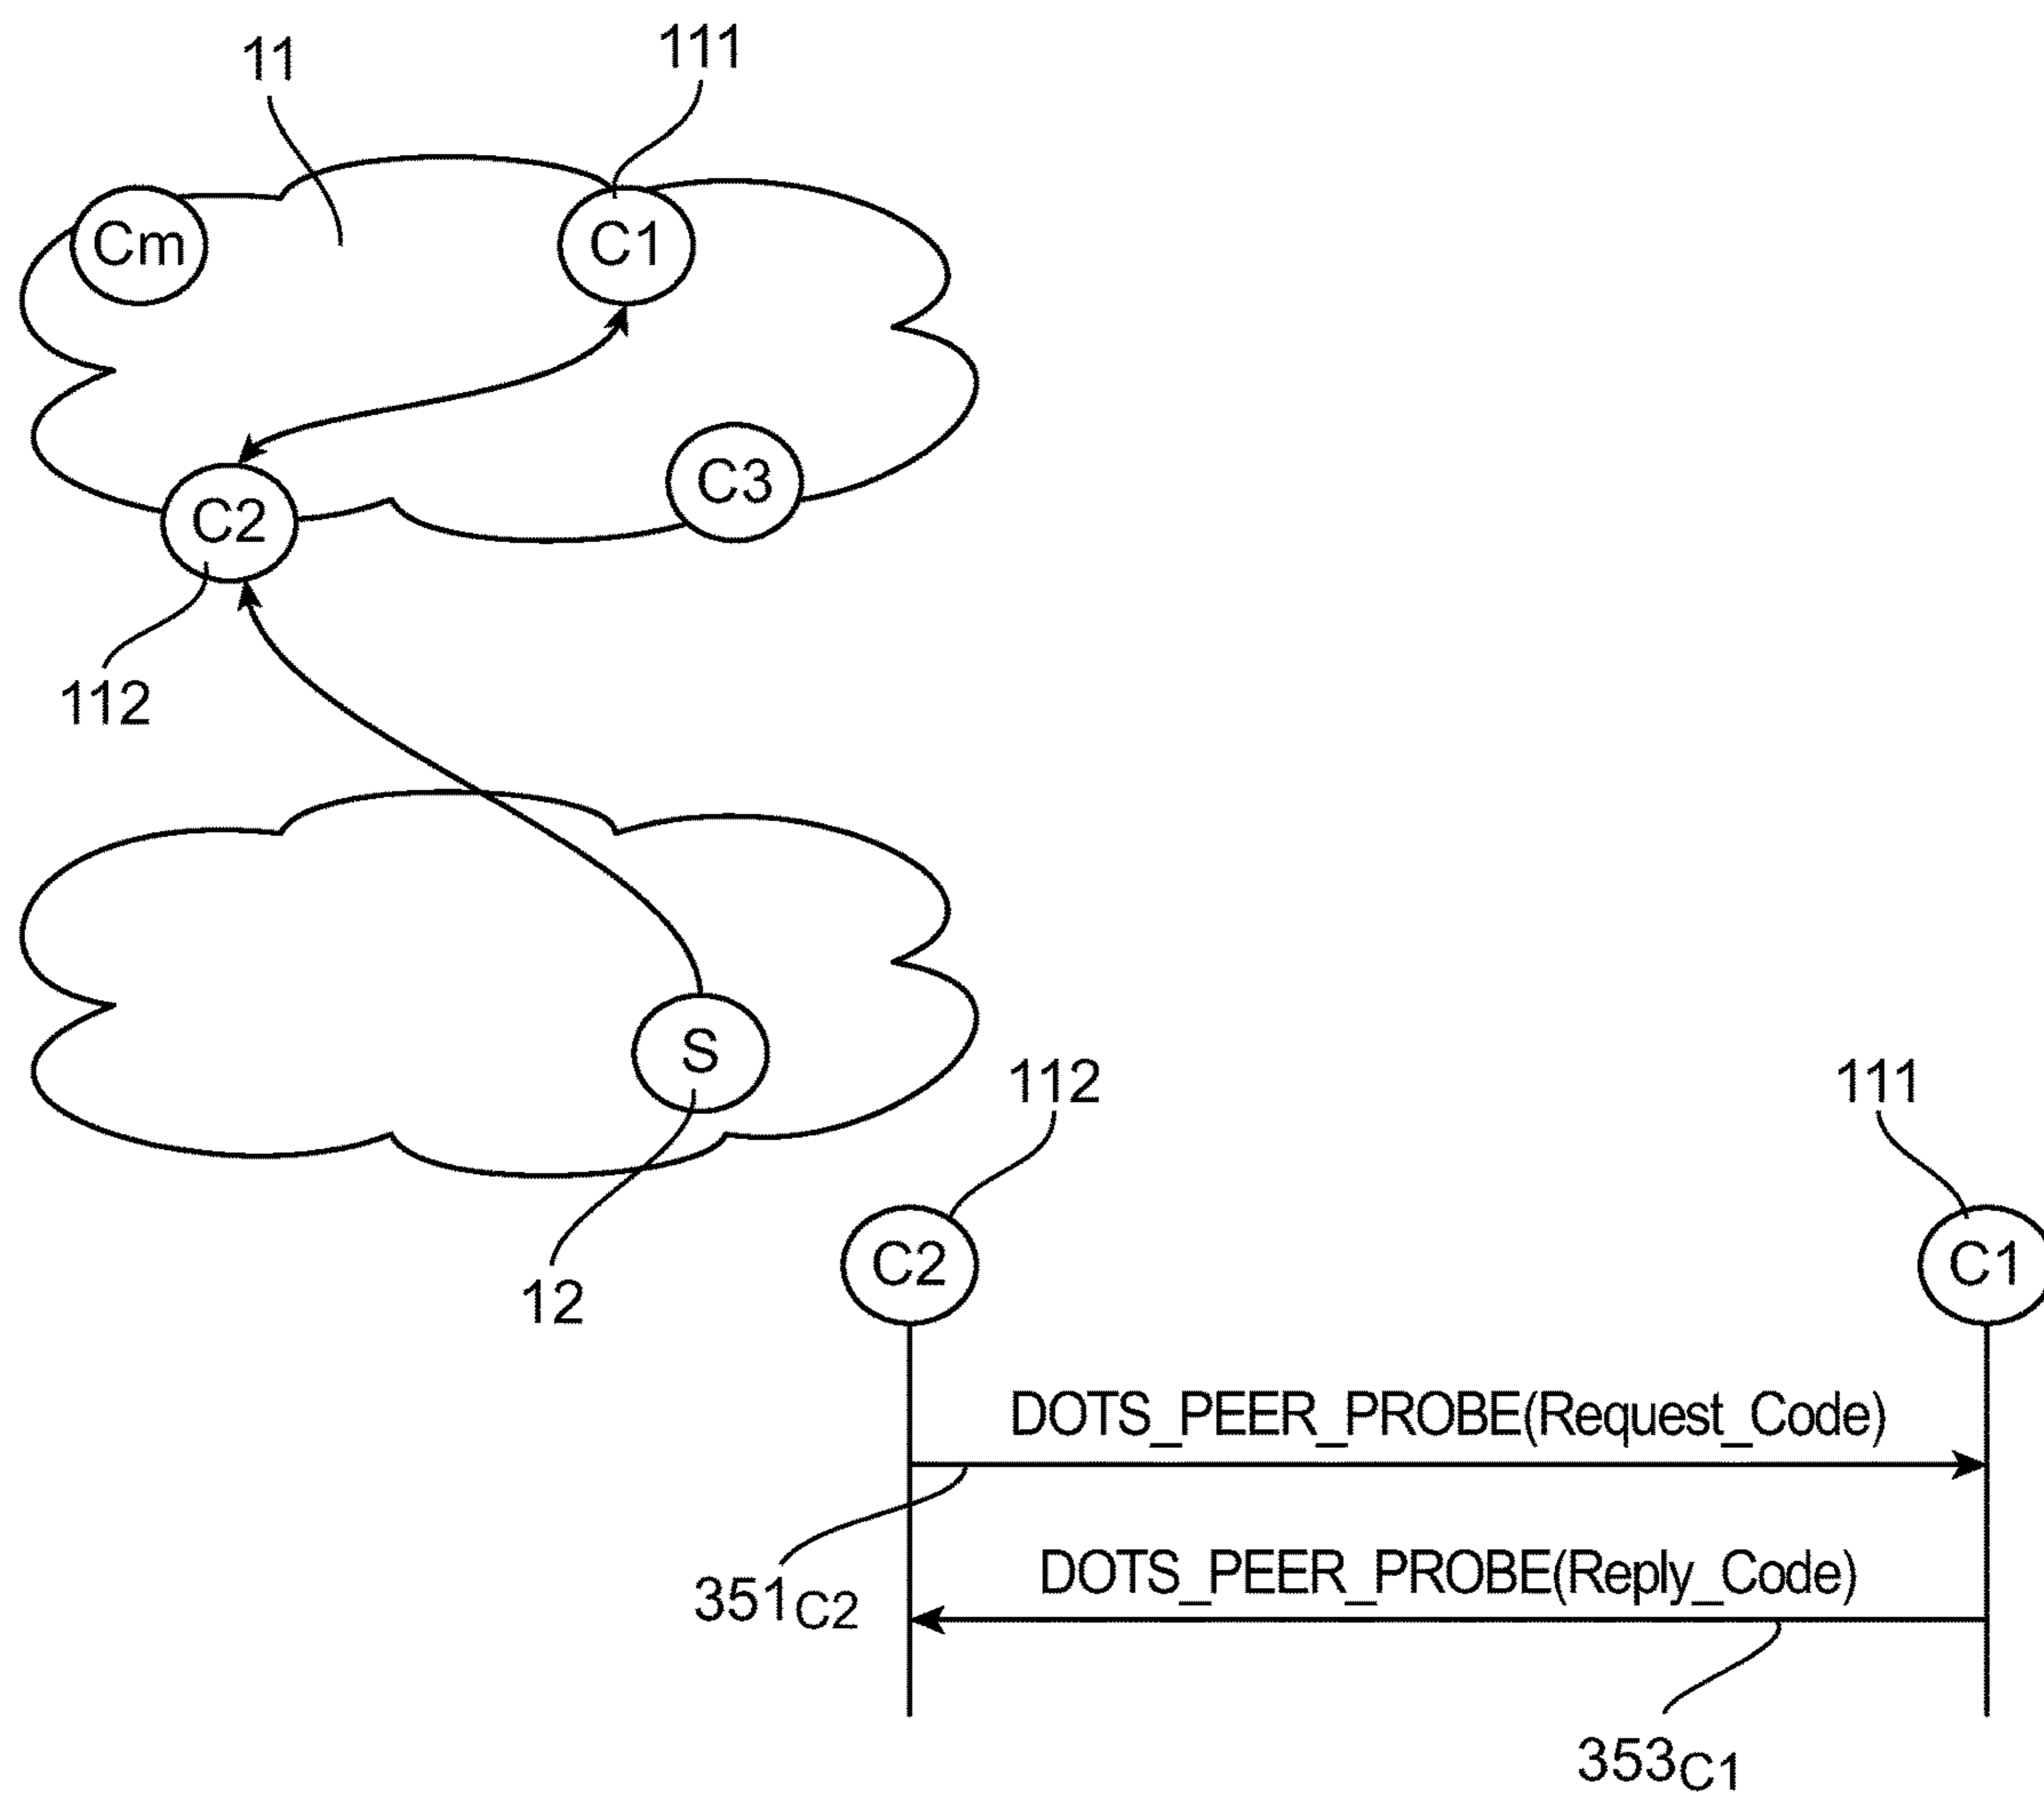 11
111
Cm
C1
C3
C2
112
S
12
112
111
C2
C1
DOTS_PEER_PROBE(Request_Code)
351C2
DOTS_PEER_PROBE(Reply_Code)
353C1